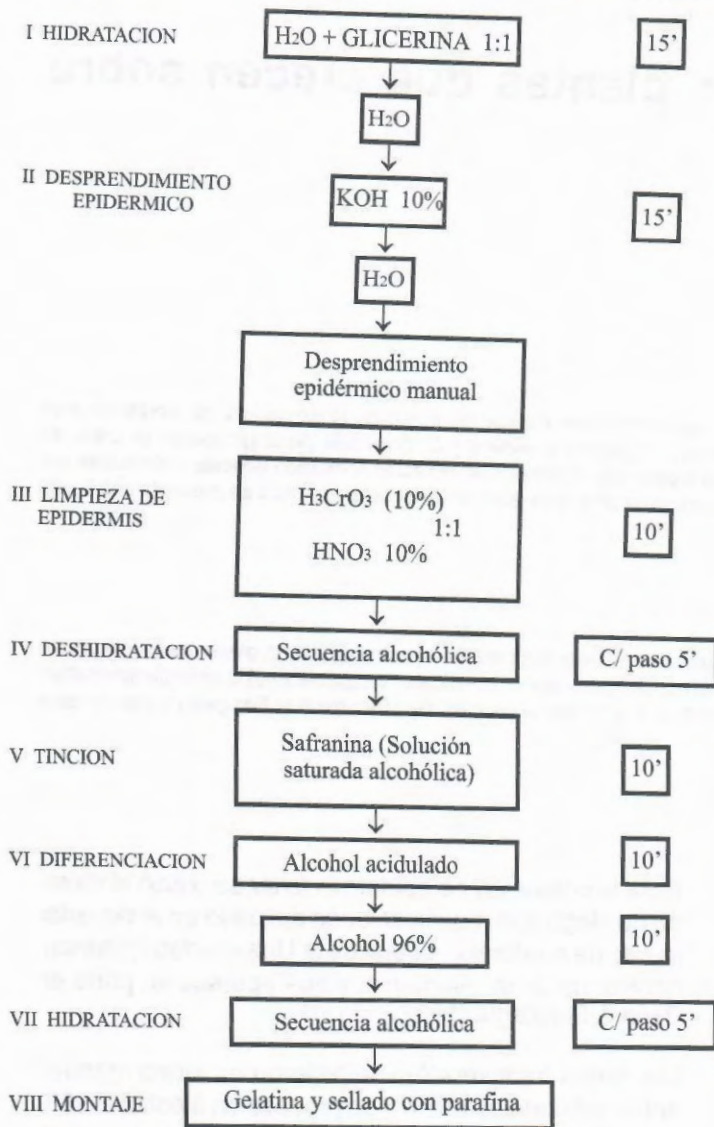 I HIDRATACION
H2O + GLICERINA 1:1
15'
H2O
II DESPRENDIMIENTO
EPIDERMICO
KOH 10%
15'
H2O
Desprendimiento
epidérmico manual
III LIMPIEZA DE
EPIDERMIS
H3CrO3 (10%)
1:1
HNO3 10%
10'
IV DESHIDRATACION
Secuencia alcohólica
C/ paso 5'
V TINCION
Safranina (Solución
saturada alcohólica)
10'
VI DIFERENCIACION
Alcohol acidulado
10'
Alcohol 96%
10'
VII HIDRATACION
Secuencia alcohólica
C/ paso 5'
VIII MONTAJE
Gelatina y sellado con parafina